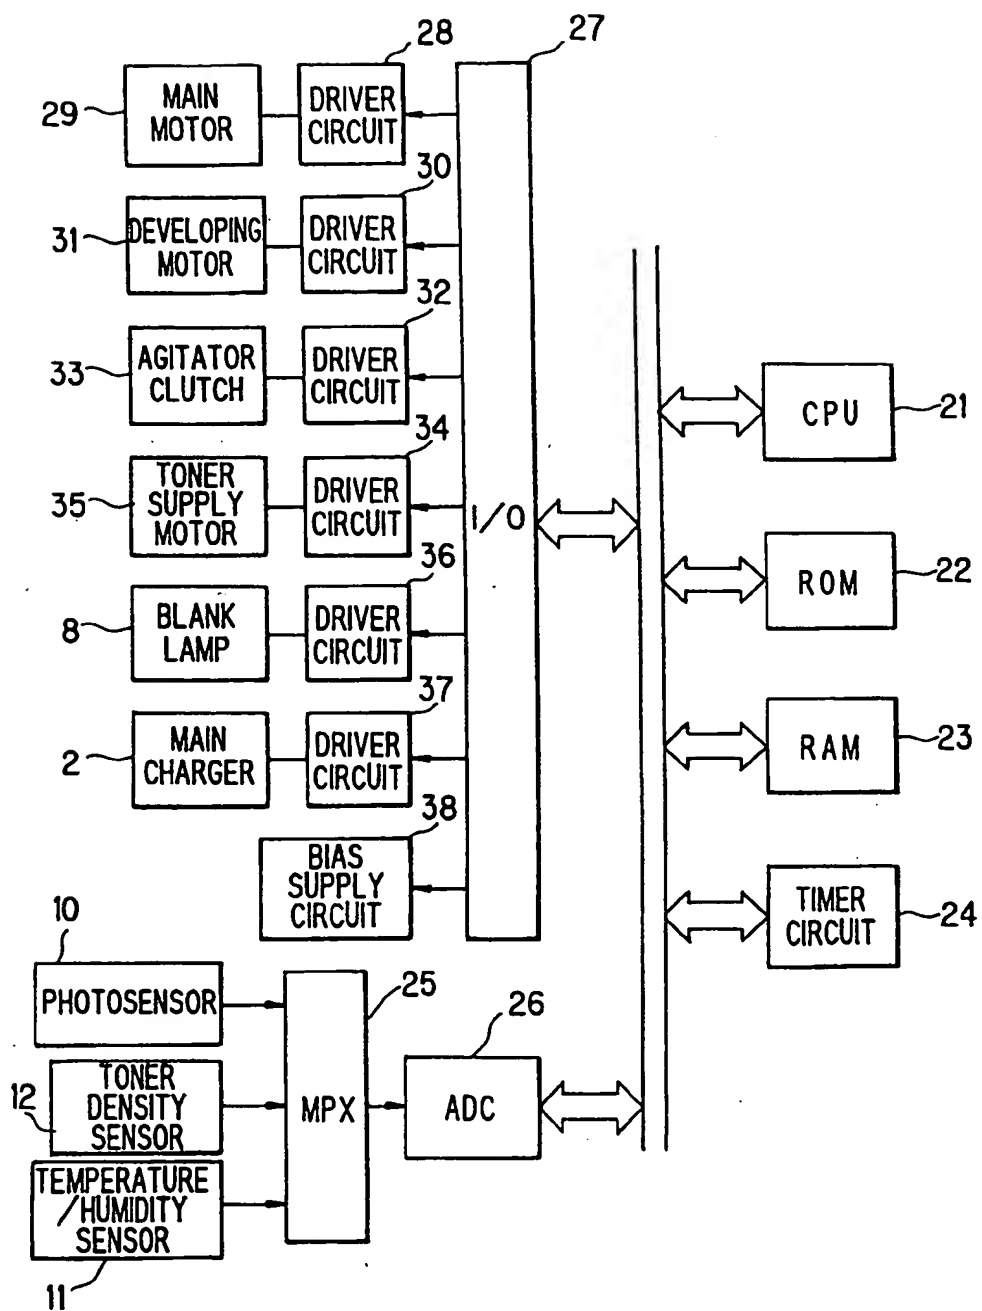 27
28
29
MAIN
MOTOR
DRIVER
CIRCUIT
30
31
DEVELOPING
MOTOR
DRIVER
CIRCUIT
32
33
AGITATOR
CLUTCH
DRIVER
CIRCUIT
34
35
TONER
SUPPLY
MOTOR
DRIVER
CIRCUIT
36
8
BLANK
LAMP
DRIVER
CIRCUIT
37
2
MAIN
CHARGER
DRIVER
CIRCUIT
38
BIAS
SUPPLY
CIRCUIT
I/O
CPU
21
ROM
22
RAM
23
TIMER
CIRCUIT
24
10
PHOTOSENSOR
12
TONER
DENSITY
SENSOR
TEMPERATURE
/HUMIDITY
SENSOR
11
25
MPX
26
ADC